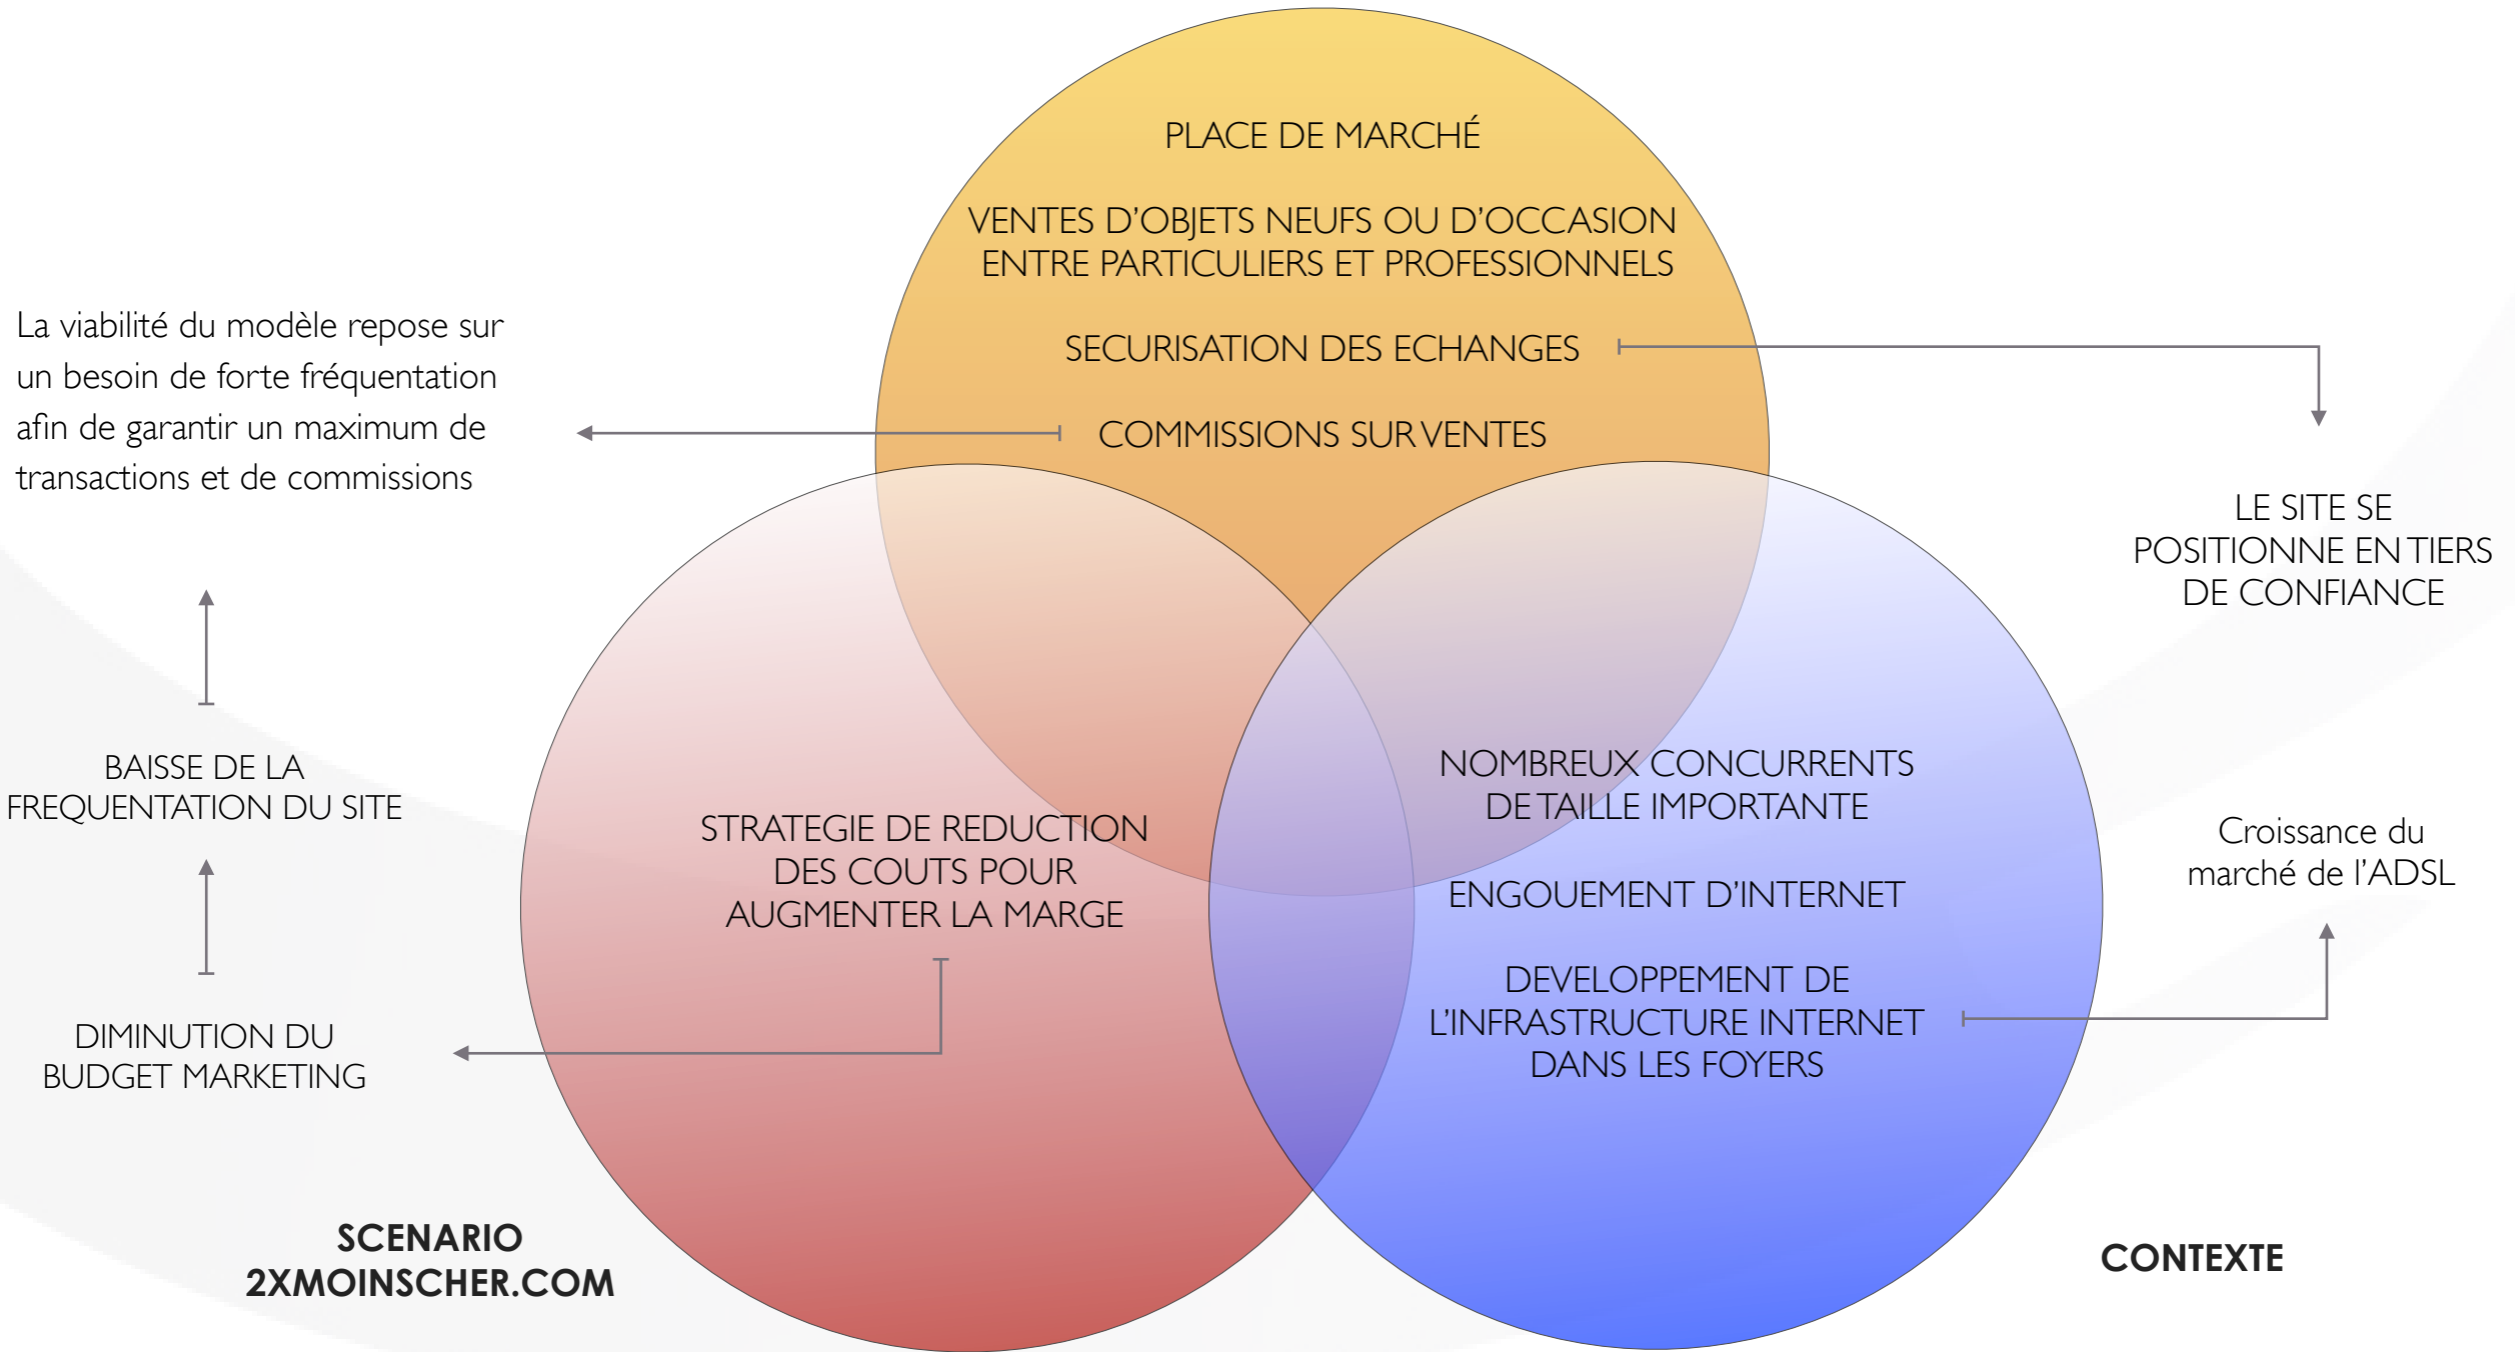 PLACE DE MARCHÉ
VENTES D'OBJETS NEUFS OU D'OCCASION
ENTRE PARTICULIERS ET PROFESSIONNELS
SECURISATION DES ECHANGES
COMMISSIONS SUR VENTES
La viabilité du modèle repose sur
un besoin de forte fréquentation
afin de garantir un maximum de
transactions et de commissions
LE SITE SE
POSITIONNE EN TIERS
DE CONFIANCE
BAISSE DE LA
FREQUENTATION DU SITE
DIMINUTION DU
BUDGET MARKETING
STRATEGIE DE REDUCTION
DES COUTS POUR
AUGMENTER LA MARGE
NOMBREUX CONCURRENTS
DE TAILLE IMPORTANTE
ENGOUEMENT D'INTERNET
DEVELOPPEMENT DE
L'INFRASTRUCTURE INTERNET
DANS LES FOYERS
Croissance du
marché de l'ADSL
SCENARIO
2XMOINSCHER.COM
CONTEXTE